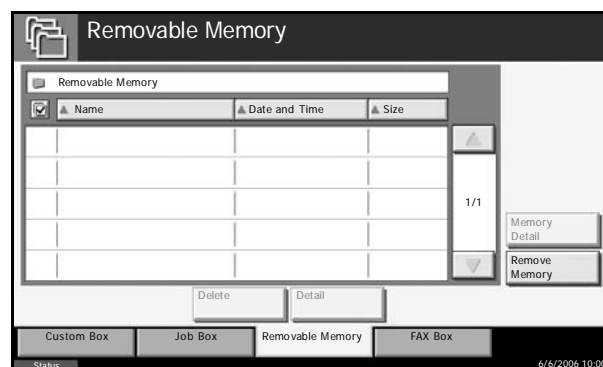 Removable Memory
Removable Memory
Name Date and Time Size
1/1
Memory
Detail
Remove
Memory
Delete Detail
Custom Box Job Box Removable Memory FAX Box
Status 6/6/2006 10:00